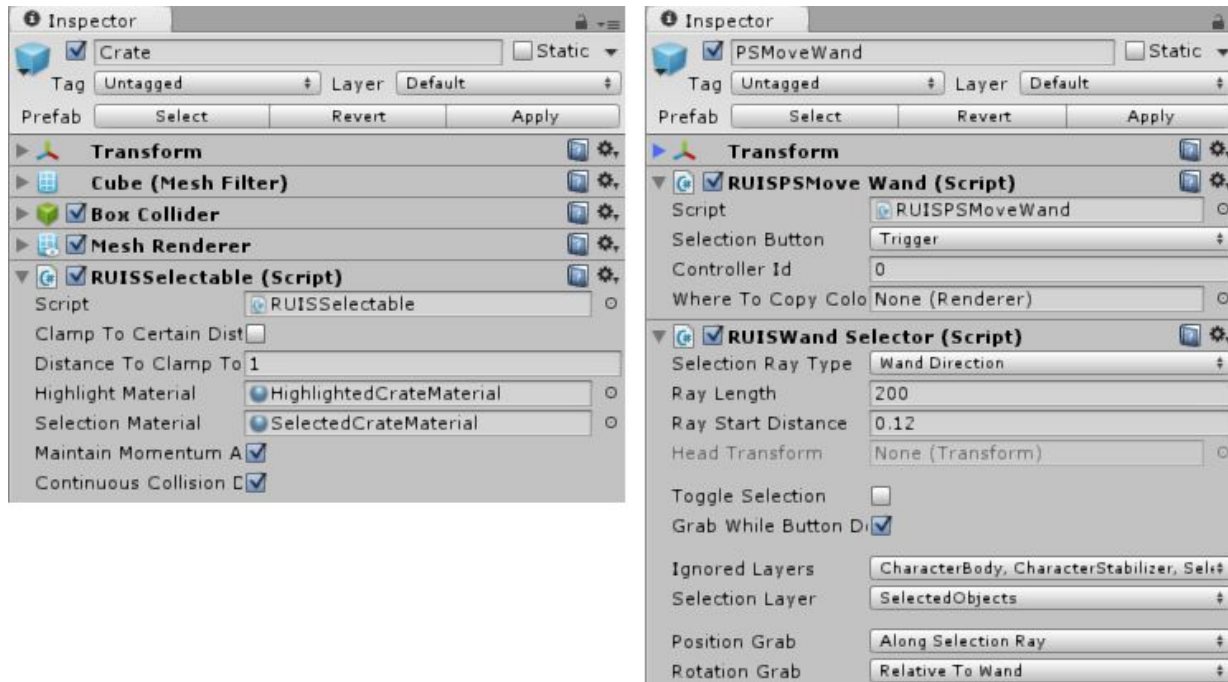 Inspector
Crate
Static
Tag Untagged Layer Default
Prefab Select Revert Apply
Transform
Cube (Mesh Filter)
Box Collider
Mesh Renderer
RUISSelectable (Script)
Script RUISSelectable
Clamp To Certain Dist
Distance To Clamp To 1
Highlight Material HighlightedCrateMaterial
Selection Material SelectedCrateMaterial
Maintain Momentum A
Continuous Collision D
Inspector
PSMoveWand
Static
Tag Untagged Layer Default
Prefab Select Revert Apply
Transform
RUISPSMove Wand (Script)
Script RUISPSMoveWand
Selection Button Trigger
Controller Id 0
Where To Copy Colo None (Renderer)
RUISWand Selector (Script)
Selection Ray Type Wand Direction
Ray Length 200
Ray Start Distance 0.12
Head Transform None (Transform)
Toggle Selection
Grab While Button D
Ignored Layers CharacterBody, CharacterStabilizer, Sele
Selection Layer SelectedObjects
Position Grab Along Selection Ray
Rotation Grab Relative To Wand